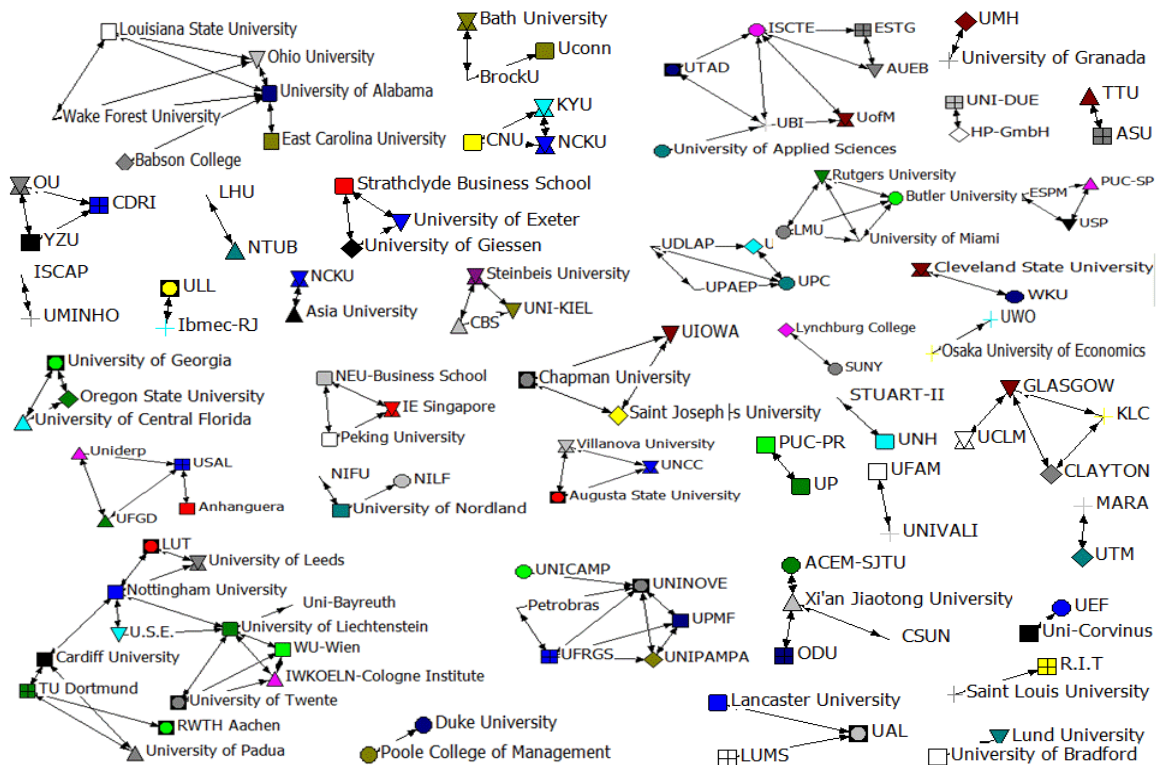 Louisiana State University
Ohio University
University of Alabama
Wake Forest University
East Carolina University
Babson College
Bath University
Uconn
BrockU
KYU
CNU
NCKU
ISCTE
ESTG
UTAD
AUEB
UBI
UofM
University of Applied Sciences
UMH
University of Granada
UNI-DUE
HP-GmbH
TTU
ASU
OU
CDRI
YZU
LHU
NTUB
Strathclyde Business School
University of Exeter
University of Giessen
Rutgers University
Butler University
LMU
University of Miami
ESPM
PUC-SP
USP
UDLAP
U
UPAEP
UPC
Cleveland State University
WKU
ISCAP
UMINHO
ULL
Ibmec-RJ
NCKU
Asia University
Steinbeis University
CBS
UNI-KIEL
UWO
Osaka University of Economics
University of Georgia
Oregon State University
University of Central Florida
NEU-Business School
IE Singapore
Peking University
UIOWA
Chapman University
Saint Joseph├s University
Lynchburg College
SUNY
STUART-II
UNH
GLASGOW
KLC
UCLM
CLAYTON
Uniderp
USAL
Anhanguera
UFGD
NIFU
NILF
University of Nordland
Villanova University
UNCC
Augusta State University
PUC-PR
UP
UFAM
UNIVALI
MARA
UTM
LUT
University of Leeds
Nottingham University
Uni-Bayreuth
U.S.E.
University of Liechtenstein
WU-Wien
Cardiff University
IWKOELN-Cologne Institute
TU Dortmund
University of Twente
RWTH Aachen
University of Padua
UNICAMP
UNINOVE
Petrobras
UPMF
UFRGS
UNIPAMPA
ACEM-SJTU
Xi'an Jiaotong University
CSUN
ODU
UEF
Uni-Corvinus
R.I.T
Saint Louis University
Duke University
Poole College of Management
Lancaster University
UAL
LUMS
Lund University
University of Bradford